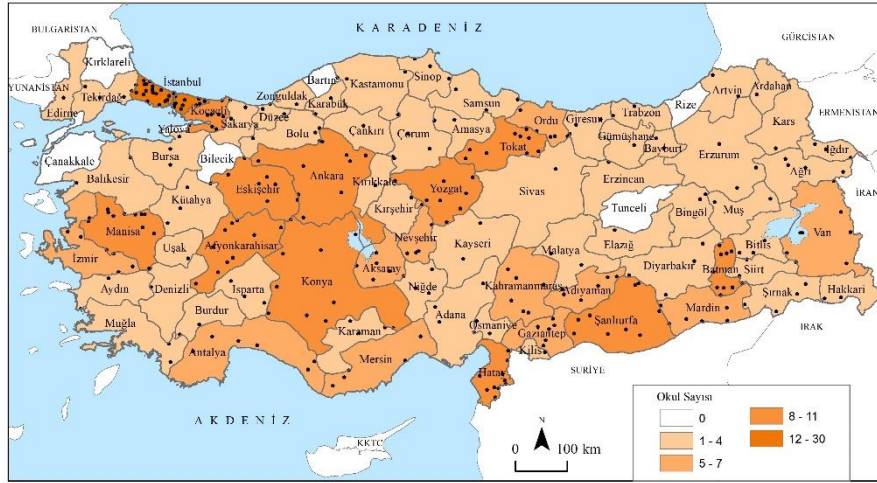 KARADENİZ
BULGARİSTAN
GÜRCİSTAN
Kırklareli
İstanbul
Bartın
Sinop
Kastamonu
Zonguldak
Karabük
YUNANİSTAN
Tekirdağ
Edirne
Kocaeli
Sakarya
Düzce
Yalova
Bolu
Çankırı
Samsun
Artvin
Ardahan
Rize
Trabzon
Ordu
Giresun
Kars
ERMENİSTAN
Çorum
Amasya
Tokat
Gümüşhane
Bayburt
Erzurum
Iğdır
Çanakkale
Bursa
Bilecik
Balıkesir
Eskişehir
Ankara
Kırıkkale
Yozgat
Sivas
Erzincan
Ağrı
İRAN
Kütahya
Kırşehir
Tunceli
Bingöl
Muş
Manisa
Uşak
Afyonkarahisar
Nevşehir
Kayseri
Malatya
Elazığ
Bitlis
Van
İzmir
Konya
Aksaray
Diyarbakır
Batman
Siirt
Aydın
Denizli
Isparta
Niğde
Kahramanmaraş
Adıyaman
Şırnak
Hakkari
Burdur
Mardin
Muğla
Karaman
Adana
Osmaniye
Gaziantep
Şanlıurfa
Antalya
Mersin
Kilis
IRAK
Hatay
SURİYE
AKDENİZ
KKTC
N
0 100 km
Okul Sayısı
0
1 - 4
5 - 7
8 - 11
12 - 30